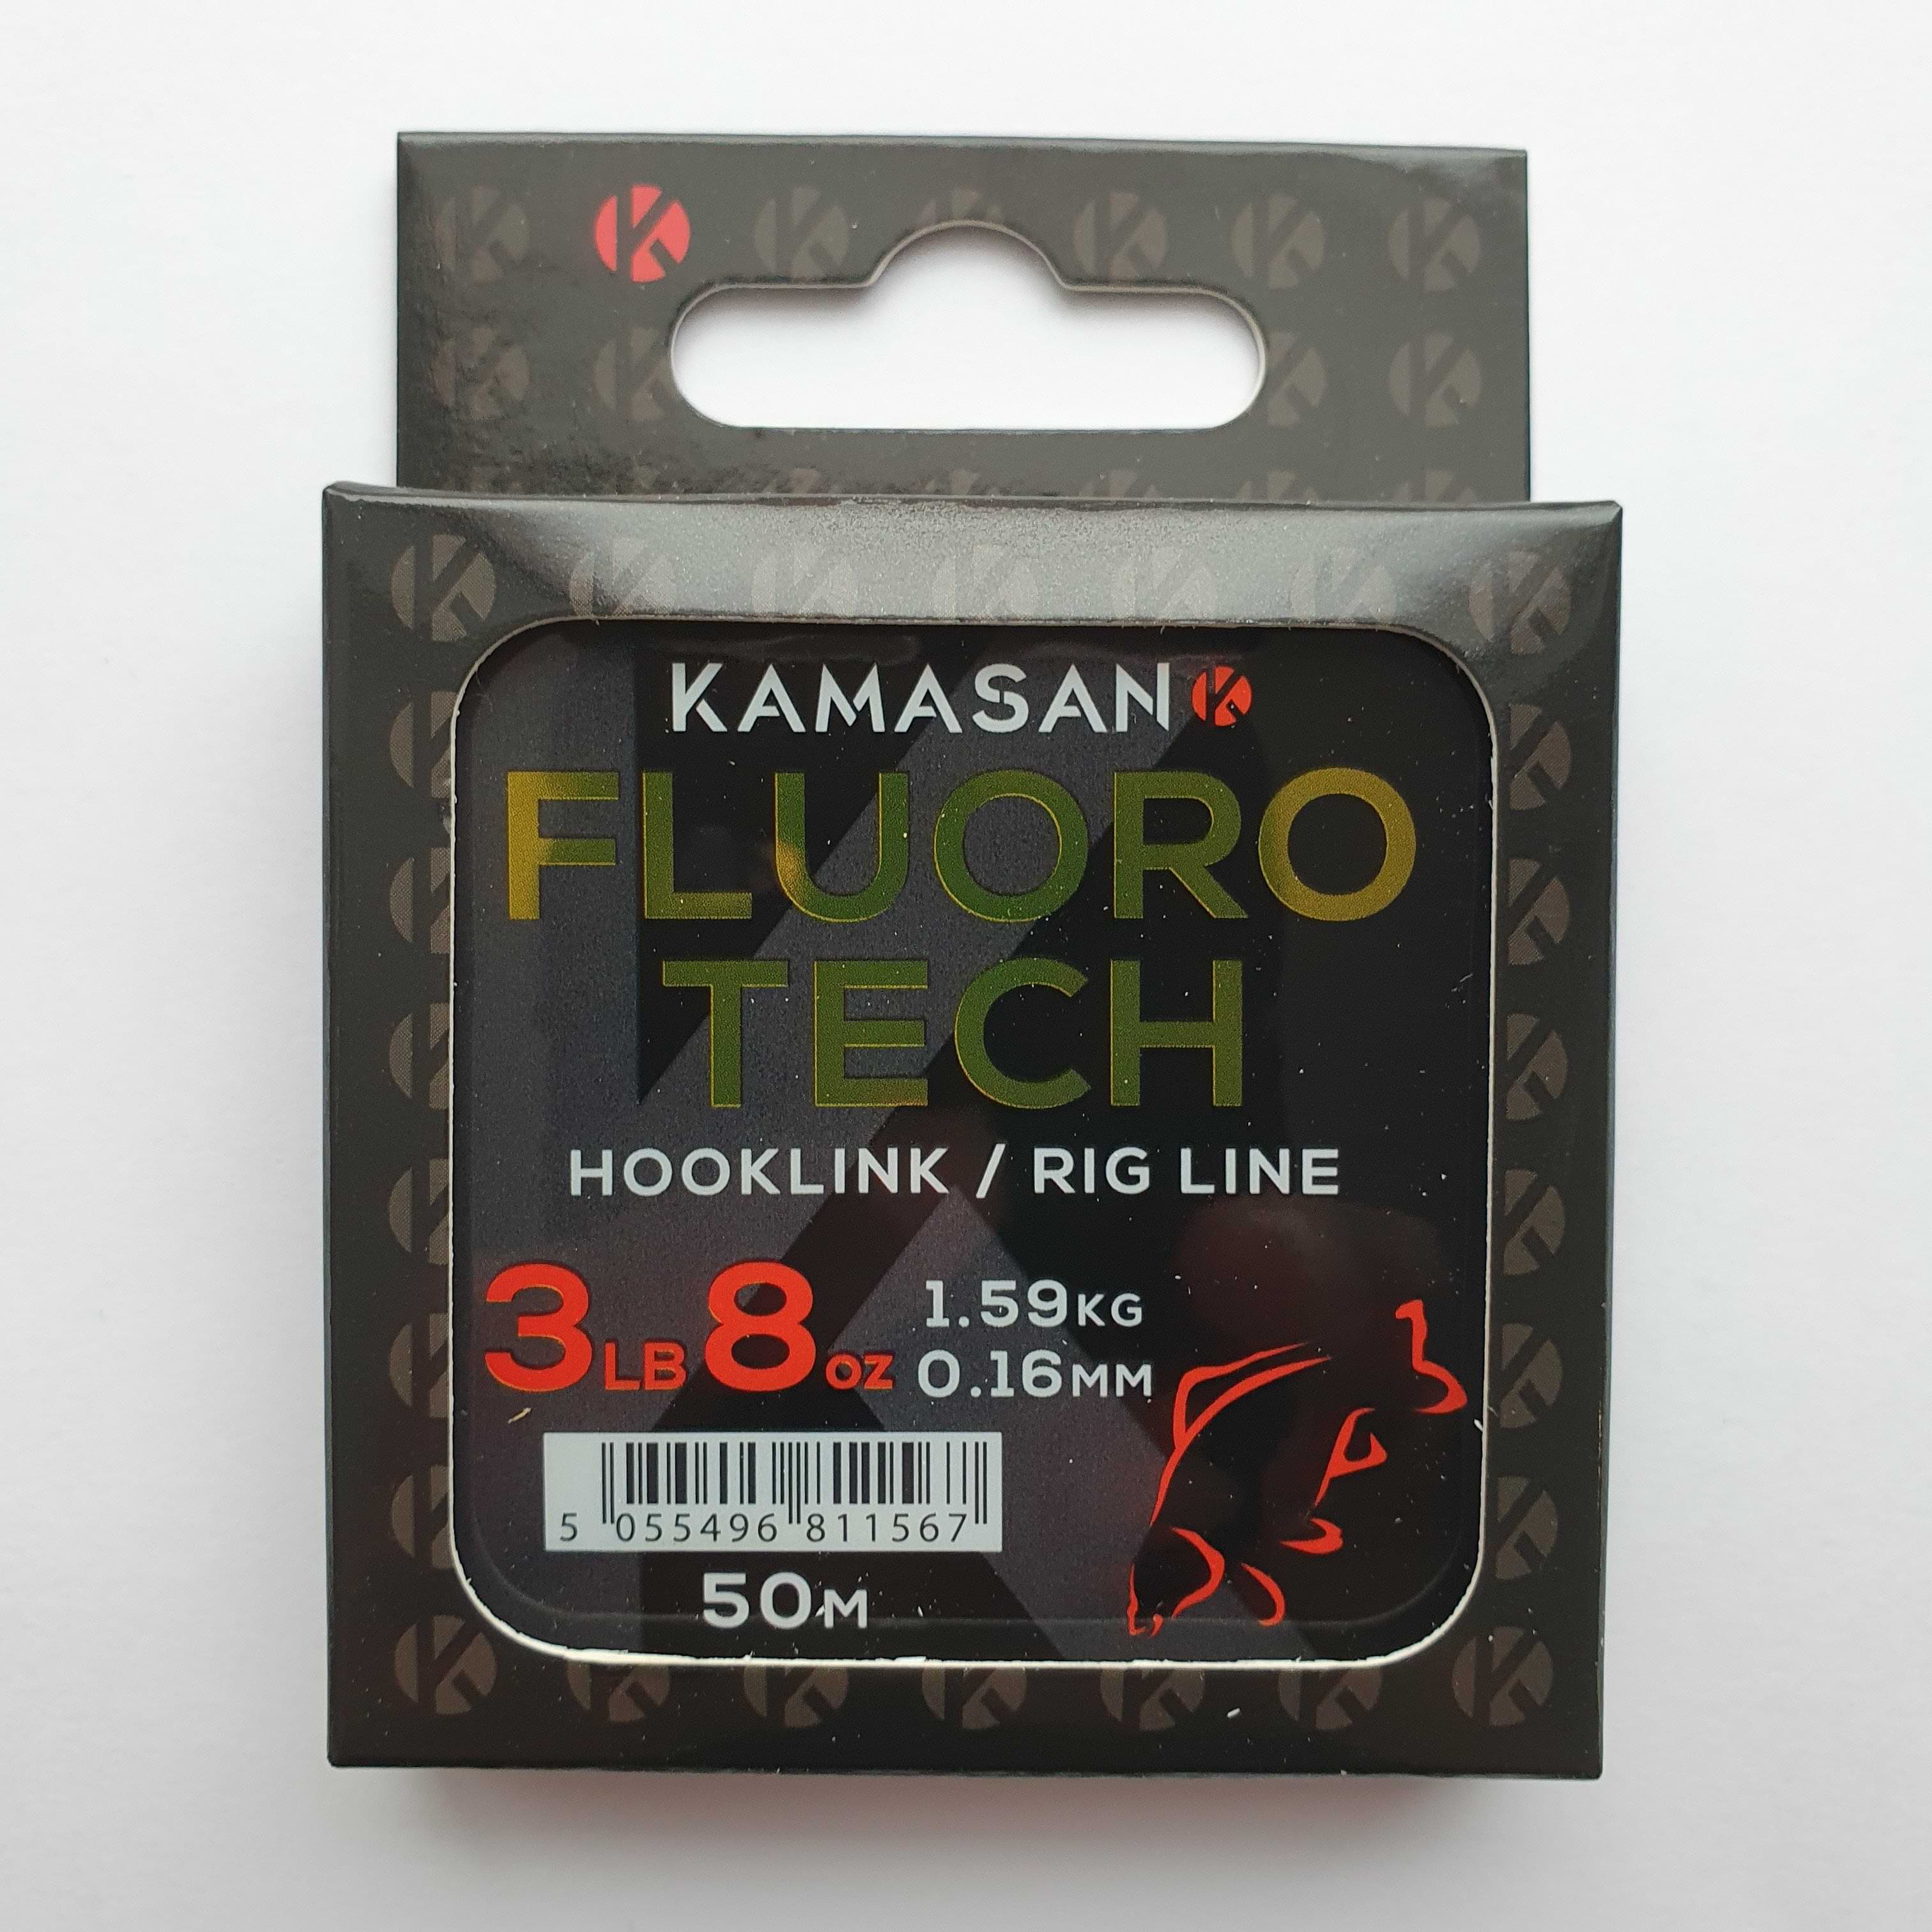 KAMASAN
FLUORO
TECH
HOOKLINK / RIG LINE
3LB 8OZ
1.59KG
0.16MM
5 055496 811567
50M